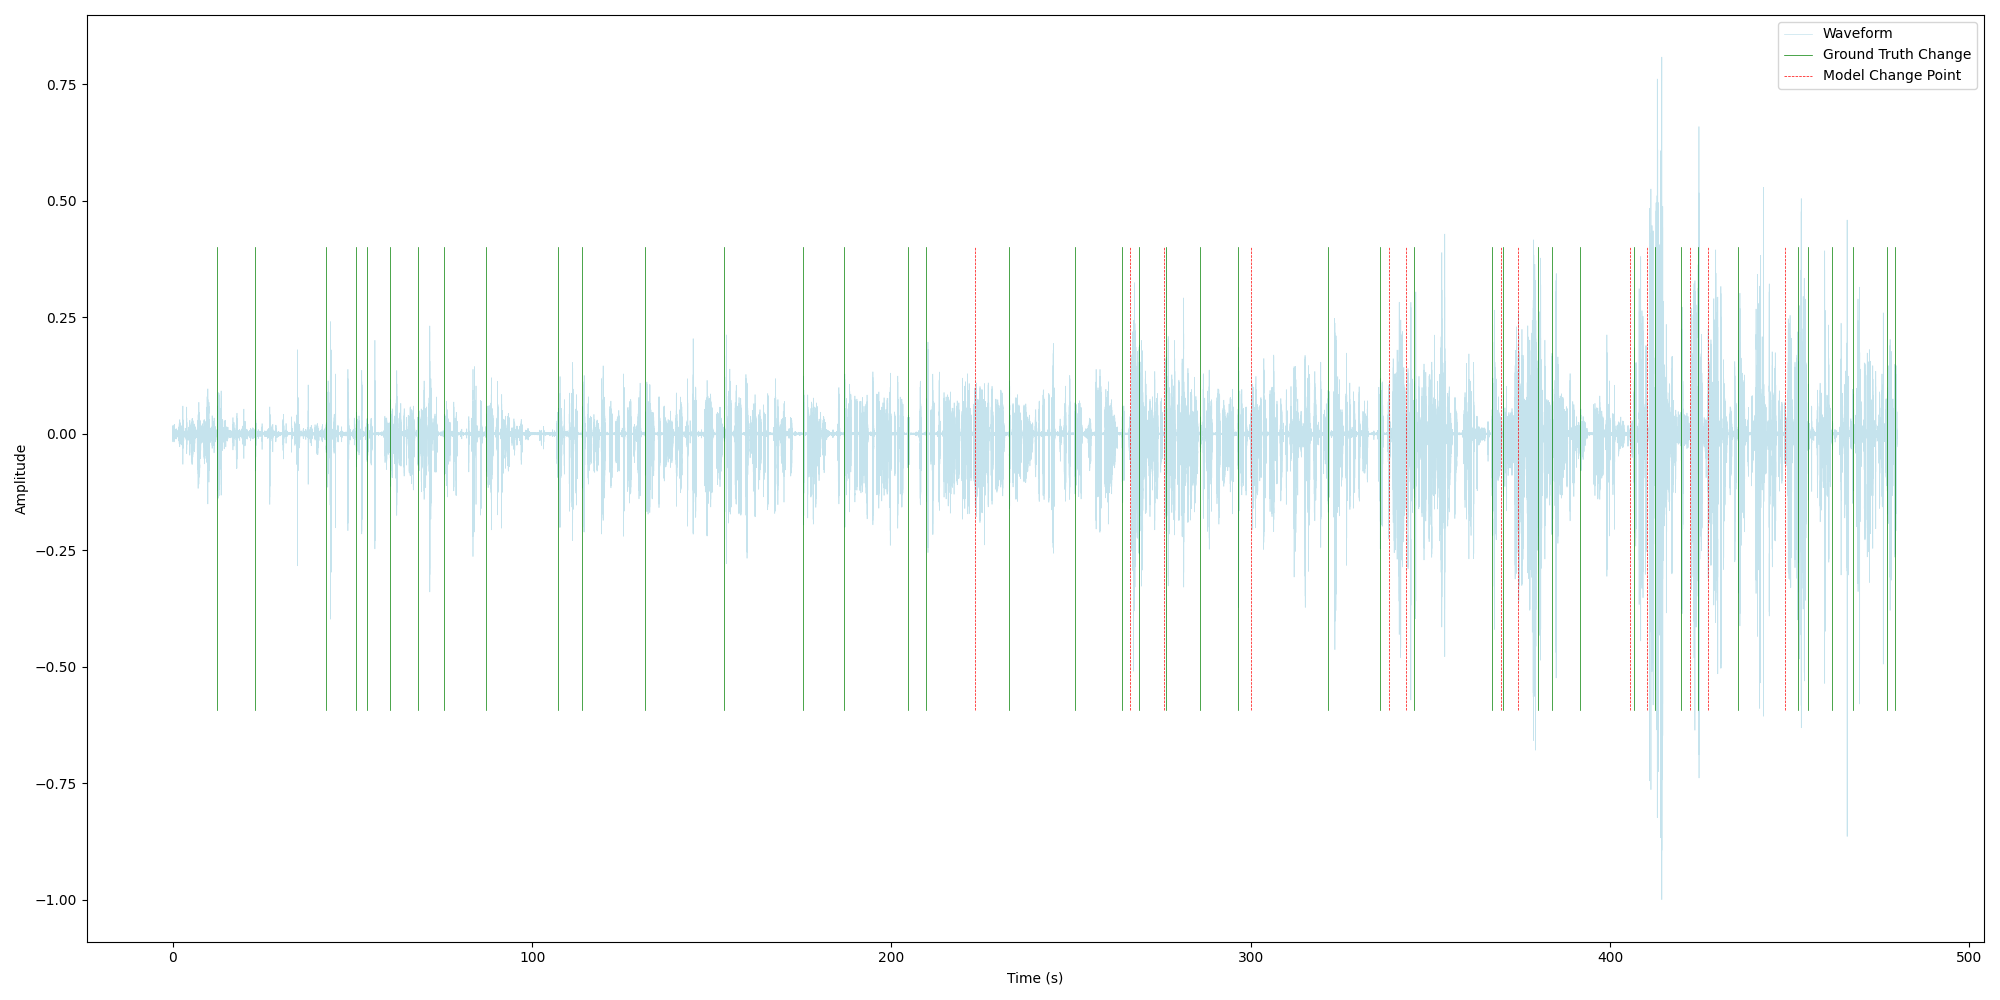 Waveform
Ground Truth Change
Model Change Point
0.75
0.50
0.25
0.00
−0.25
−0.50
−0.75
−1.00
Amplitude
0 100 200 300 400 500
Time (s)